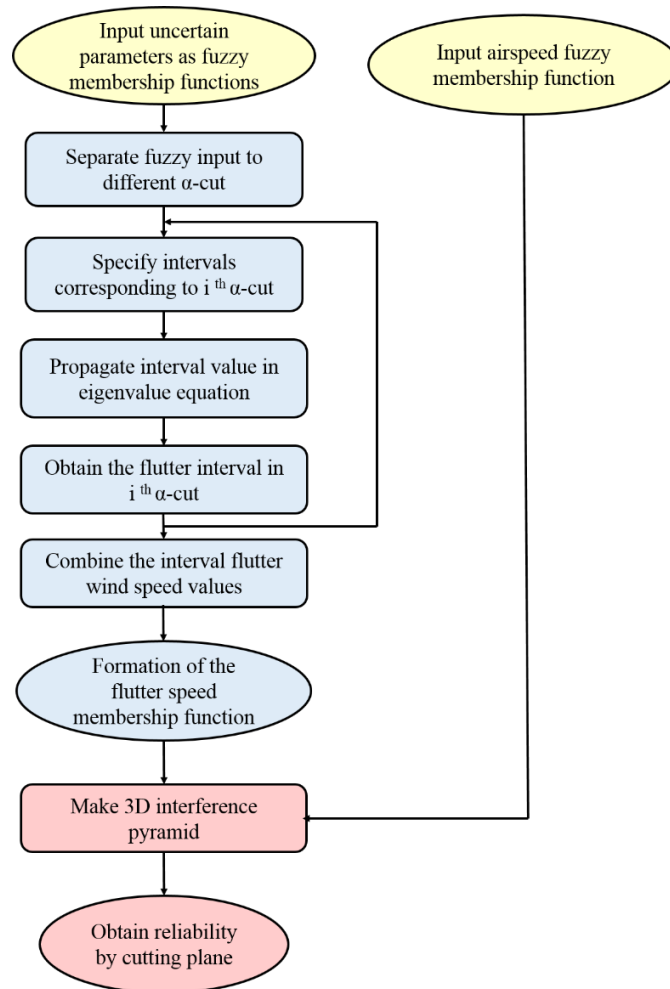 Input uncertain
parameters as fuzzy
membership functions
Input airspeed fuzzy
membership function
Separate fuzzy input to
different α-cut
Specify intervals
corresponding to i th α-cut
Propagate interval value in
eigenvalue equation
Obtain the flutter interval in
i th α-cut
Combine the interval flutter
wind speed values
Formation of the
flutter speed
membership function
Make 3D interference
pyramid
Obtain reliability
by cutting plane